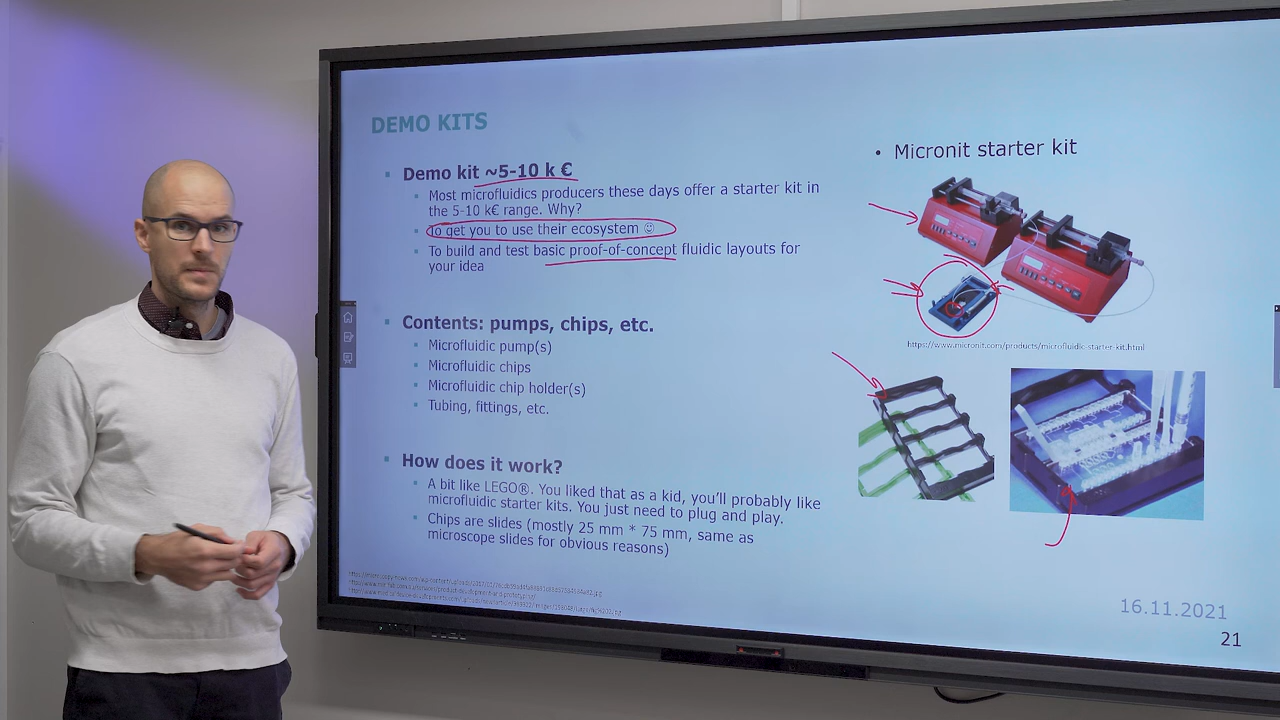 DEMO KITS
Demo kit ~5-10 k €
Most microfluidics producers these days offer a starter kit in
the 5-10 k€ range. Why?
To get you to use their ecosystem ☺
To build and test basic proof-of-concept fluidic layouts for
your idea
Contents: pumps, chips, etc.
Microfluidic pump(s)
Microfluidic chips
Microfluidic chip holder(s)
Tubing, fittings, etc.
How does it work?
A bit like LEGO®. You liked that as a kid, you'll probably like
microfluidic starter kits. You just need to plug and play.
Chips are slides (mostly 25 mm * 75 mm, same as
microscope slides for obvious reasons)
• Micronit starter kit
https://www.micronit.com/products/microfluidic-starter-kit.html
16.11.2021
21